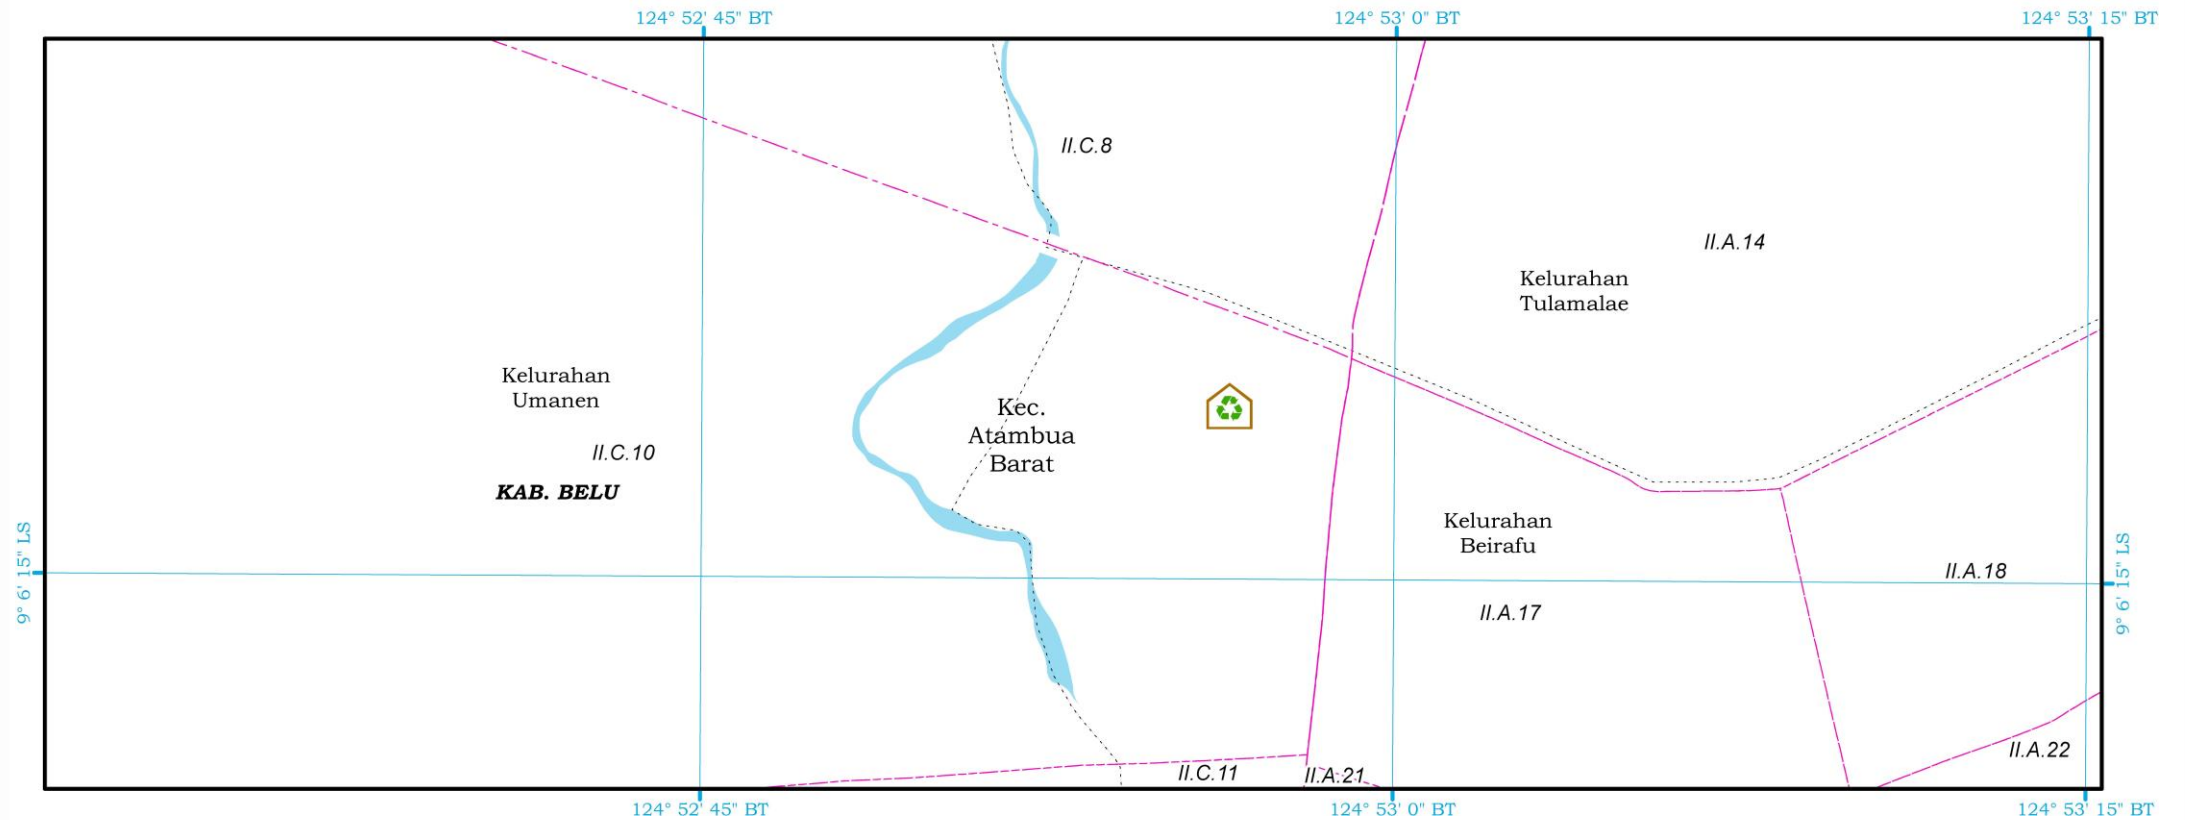 124° 52' 45" BT
124° 53' 0" BT
124° 53' 15" BT
II.C.8
II.A.14
Kelurahan
Tulamalae
Kelurahan
Umanen
Kec.
Atambua
Barat
II.C.10
KAB. BELU
Kelurahan
Beirafu
9° 6' 15" LS
9° 6' 15" LS
II.A.18
II.A.17
II.A.22
II.C.11
II.A.21
124° 52' 45" BT
124° 53' 0" BT
124° 53' 15" BT